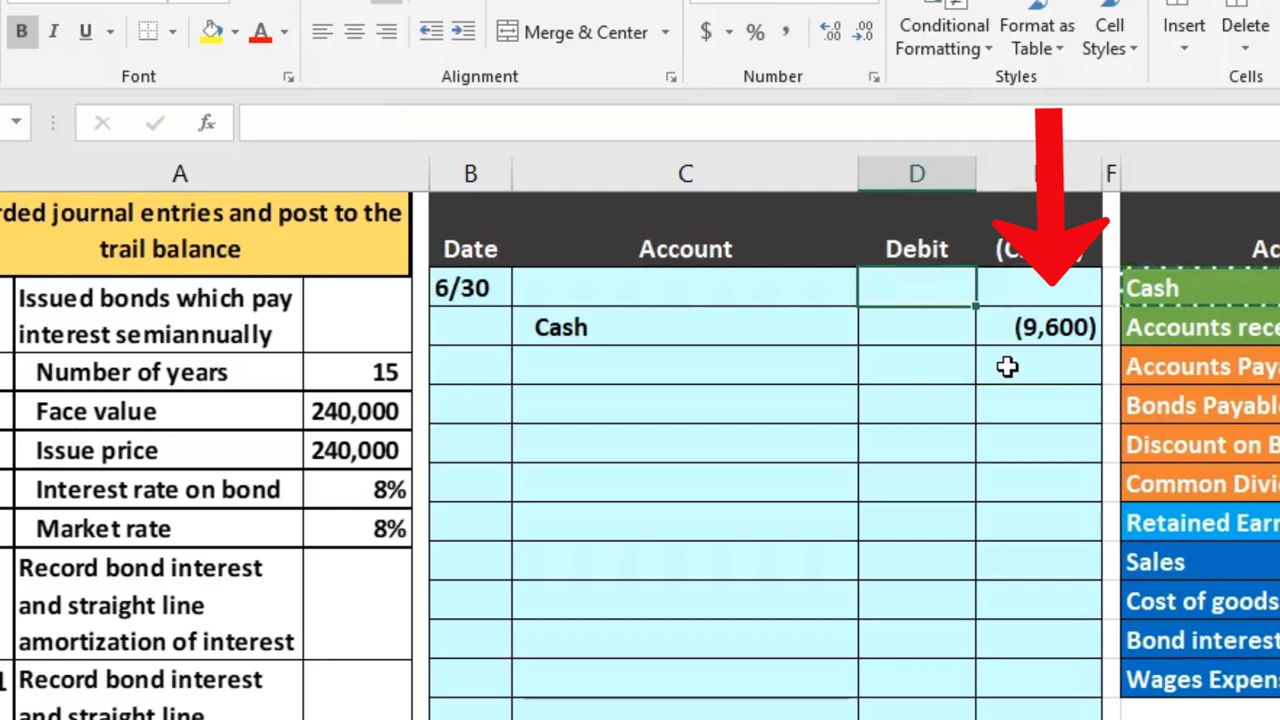 B I U
Merge & Center
$ % ,
Conditional
Formatting
Format as
Table
Cell
Styles
Insert
Delete
Font
Alignment
Number
Styles
Cells
fx
A B C D F
rded journal entries and post to the
trail balance
Issued bonds which pay
interest semiannually
Number of years 15
Face value 240,000
Issue price 240,000
Interest rate on bond 8%
Market rate 8%
Record bond interest
and straight line
amortization of interest
1 Record bond interest
and straight line
Date Account Debit
6/30
Cash (9,600)
Ac
Cash
Accounts rece
Accounts Paya
Bonds Payable
Discount on B
Common Divi
Retained Earn
Sales
Cost of goods
Bond interest
Wages Expens